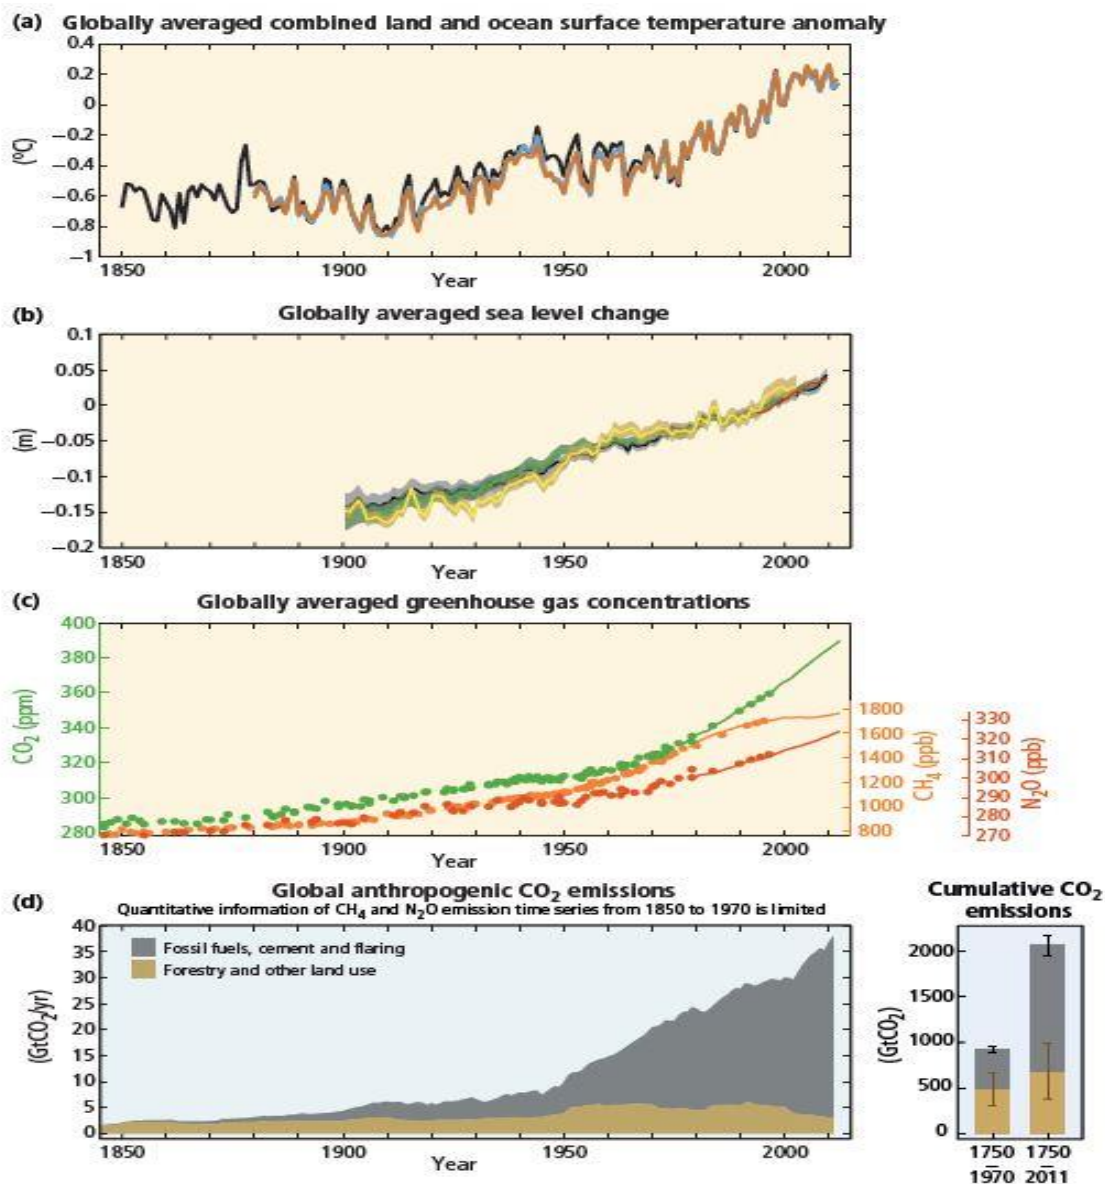 (a) Globally averaged combined land and ocean surface temperature anomaly
0.4
0.2
0
−0.2
−0.4
−0.6
−0.8
−1
(ºC)
1850 1900 1950 2000
Year
(b) Globally averaged sea level change
0.1
0.05
0
−0.05
−0.1
−0.15
−0.2
(m)
1850 1900 1950 2000
Year
(c) Globally averaged greenhouse gas concentrations
400
380
360
340
320
300
280
CO₂ (ppm)
1800
1600
1400
1200
1000
800
CH₄ (ppb)
330
320
310
300
290
280
270
N₂O (ppb)
1850 1900 1950 2000
Year
(d) Global anthropogenic CO₂ emissions
Quantitative information of CH₄ and N₂O emission time series from 1850 to 1970 is limited
40
35
30
25
20
15
10
5
0
(GtCO₂/yr)
Fossil fuels, cement and flaring
Forestry and other land use
1850 1900 1950 2000
Year
Cumulative CO₂
emissions
2000
1500
1000
500
0
(GtCO₂)
1750 1750
– –
1970 2011